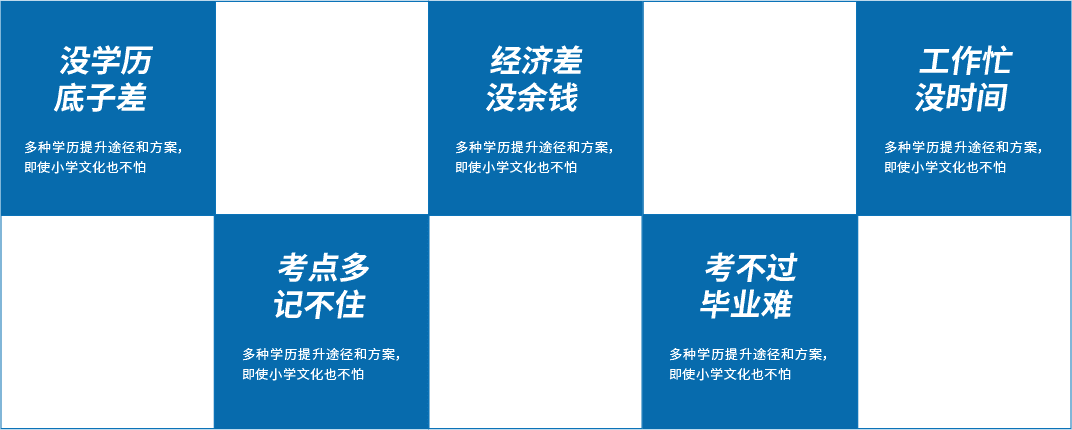 没学历
底子差
多种学历提升途径和方案，
即使小学文化也不怕
经济差
没余钱
多种学历提升途径和方案，
即使小学文化也不怕
工作忙
没时间
多种学历提升途径和方案，
即使小学文化也不怕
考点多
记不住
多种学历提升途径和方案，
即使小学文化也不怕
考不过
毕业难
多种学历提升途径和方案，
即使小学文化也不怕